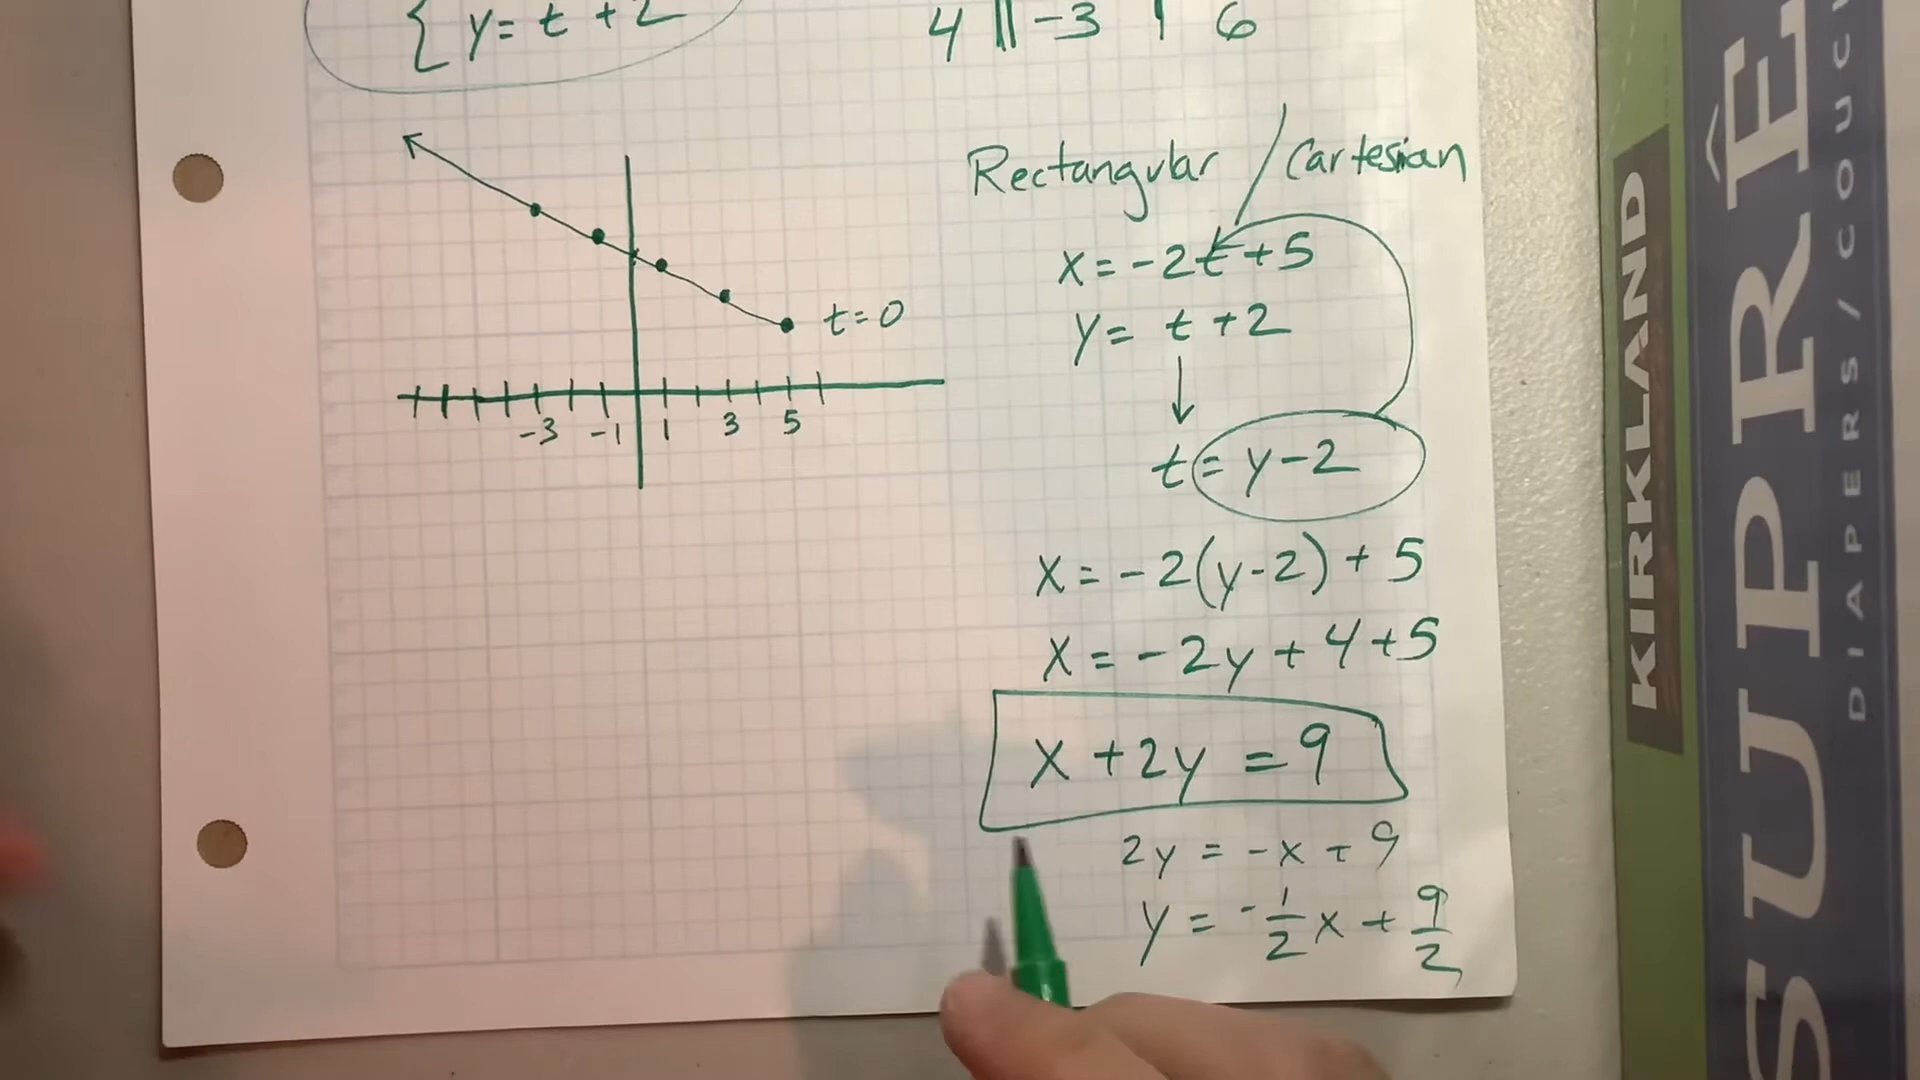 y = t + 2
4 || -3 | 6
Rectangular / Cartesian
x = -2t + 5
y = t + 2
t = y - 2
x = -2(y-2) + 5
x = -2y + 4 + 5
x + 2y = 9
2y = -x + 9
y = -1/2 x + 9/2
t = 0
-3 -1 1 3 5
KIRKLAND
SUPRÊ
DIAPERS/COUC